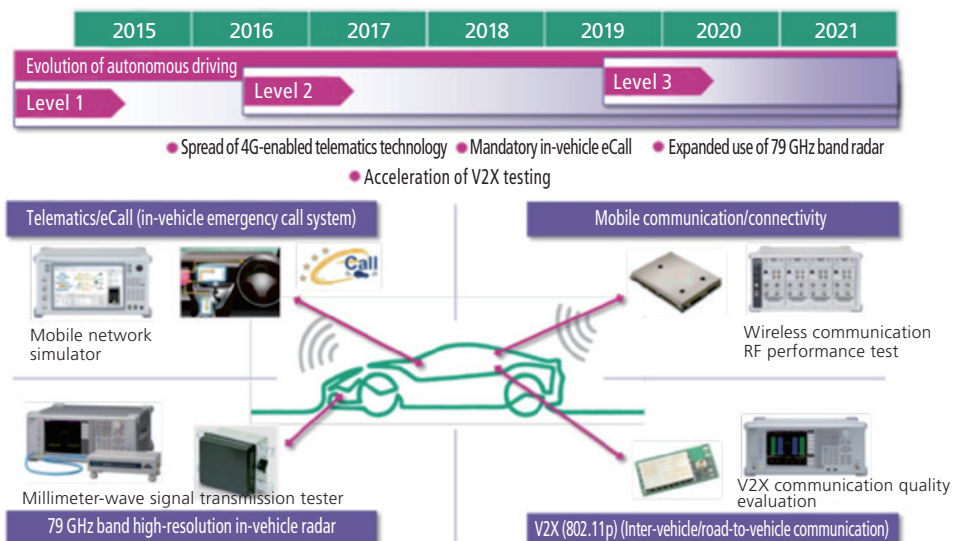 2015 2016 2017 2018 2019 2020 2021
Evolution of autonomous driving
Level 1
Level 2
Level 3
● Spread of 4G-enabled telematics technology ● Mandatory in-vehicle eCall ● Expanded use of 79 GHz band radar
● Acceleration of V2X testing
Telematics/eCall (in-vehicle emergency call system)
Call
Mobile network
simulator
Mobile communication/connectivity
Wireless communication
RF performance test
Millimeter-wave signal transmission tester
79 GHz band high-resolution in-vehicle radar
V2X communication quality
evaluation
V2X (802.11p) (Inter-vehicle/road-to-vehicle communication)